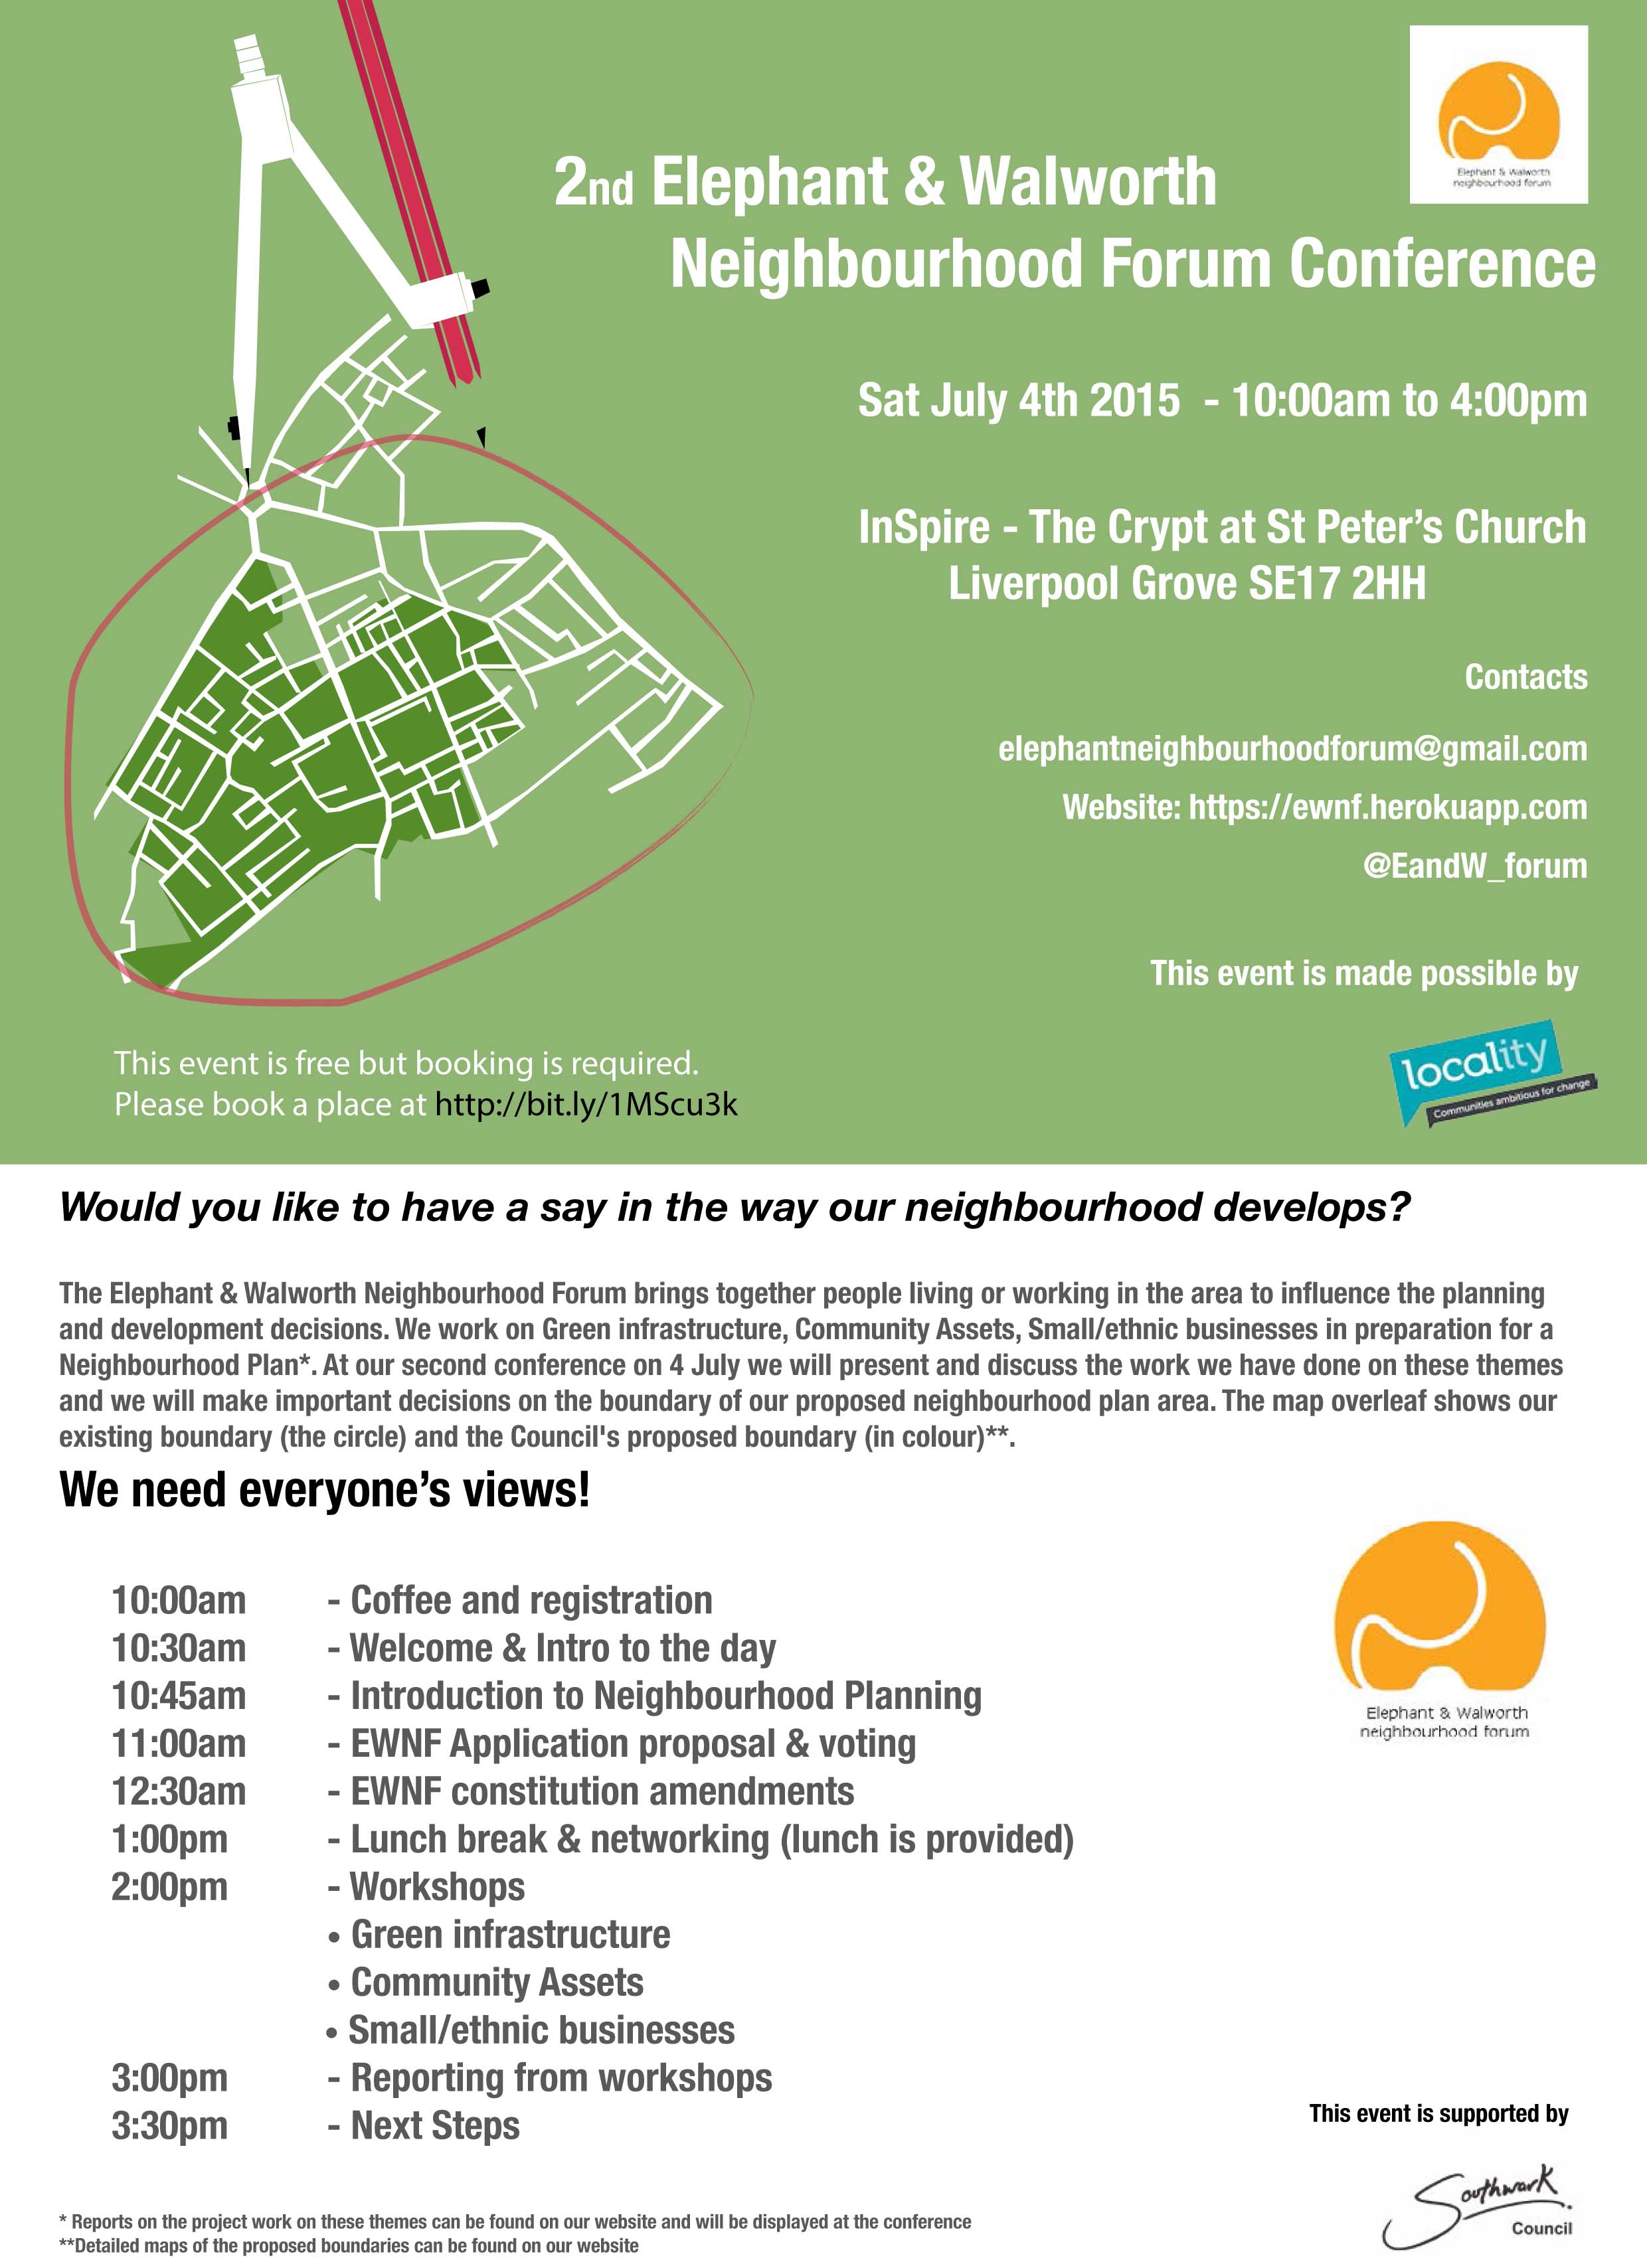 Elephant & Walworth
neighbourhood forum
2nd Elephant & Walworth
Neighbourhood Forum Conference
Sat July 4th 2015 - 10:00am to 4:00pm
InSpire - The Crypt at St Peter’s Church
Liverpool Grove SE17 2HH
Contacts
elephantneighbourhoodforum@gmail.com
Website: https://ewnf.herokuapp.com
@EandW_forum
This event is made possible by
locality
Communities ambitious for change
This event is free but booking is required.
Please book a place at http://bit.ly/1MScu3k
Would you like to have a say in the way our neighbourhood develops?
The Elephant & Walworth Neighbourhood Forum brings together people living or working in the area to influence the planning
and development decisions. We work on Green infrastructure, Community Assets, Small/ethnic businesses in preparation for a
Neighbourhood Plan*. At our second conference on 4 July we will present and discuss the work we have done on these themes
and we will make important decisions on the boundary of our proposed neighbourhood plan area. The map overleaf shows our
existing boundary (the circle) and the Council's proposed boundary (in colour)**.
We need everyone’s views!
10:00am - Coffee and registration
10:30am - Welcome & Intro to the day
10:45am - Introduction to Neighbourhood Planning
11:00am - EWNF Application proposal & voting
12:30am - EWNF constitution amendments
1:00pm - Lunch break & networking (lunch is provided)
2:00pm - Workshops
• Green infrastructure
• Community Assets
• Small/ethnic businesses
3:00pm - Reporting from workshops
3:30pm - Next Steps
Elephant & Walworth
neighbourhood forum
This event is supported by
Southwark
Council
* Reports on the project work on these themes can be found on our website and will be displayed at the conference
**Detailed maps of the proposed boundaries can be found on our website